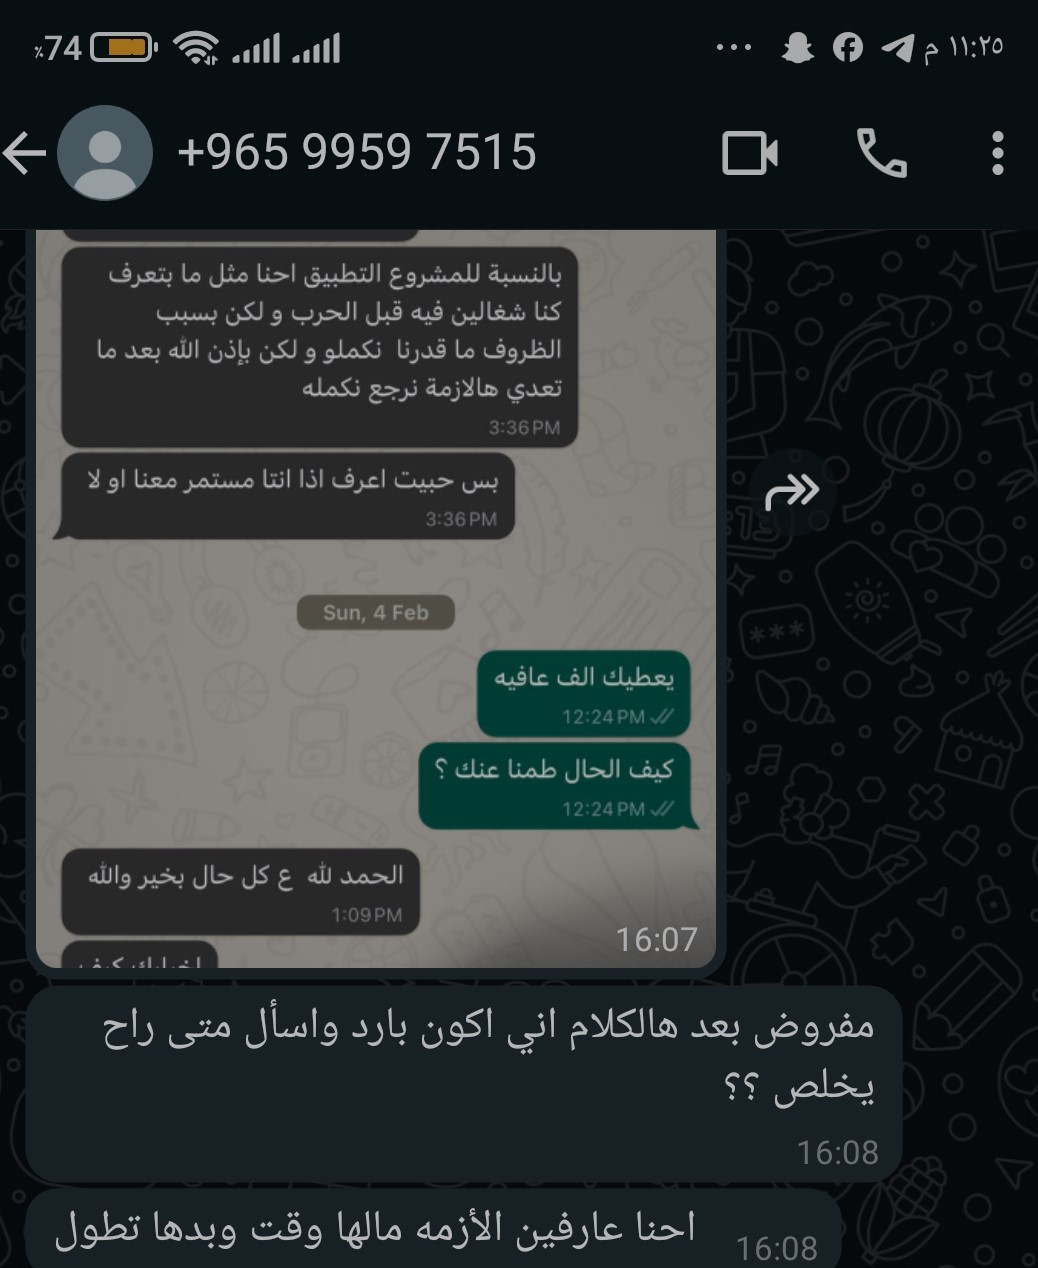 ٪74
١١:٢٥ م
+965 9959 7515
بالنسبة للمشروع التطبيق احنا مثل ما بتعرف
كنا شغالين فيه قبل الحرب و لكن بسبب
الظروف ما قدرنا نكملو و لكن بإذن الله بعد ما
تعدي هالازمة نرجع نكمله
3:36 PM
بس حبيت اعرف اذا انتا مستمر معنا او لا
3:36 PM
Sun, 4 Feb
يعطيك الف عافيه
12:24 PM
كيف الحال طمنا عنك ؟
12:24 PM
الحمد لله ع كل حال بخير والله
1:09 PM
16:07
مفروض بعد هالكلام اني اكون بارد واسأل متى راح
يخلص ؟؟
16:08
احنا عارفين الأزمه مالها وقت وبدها تطول
16:08